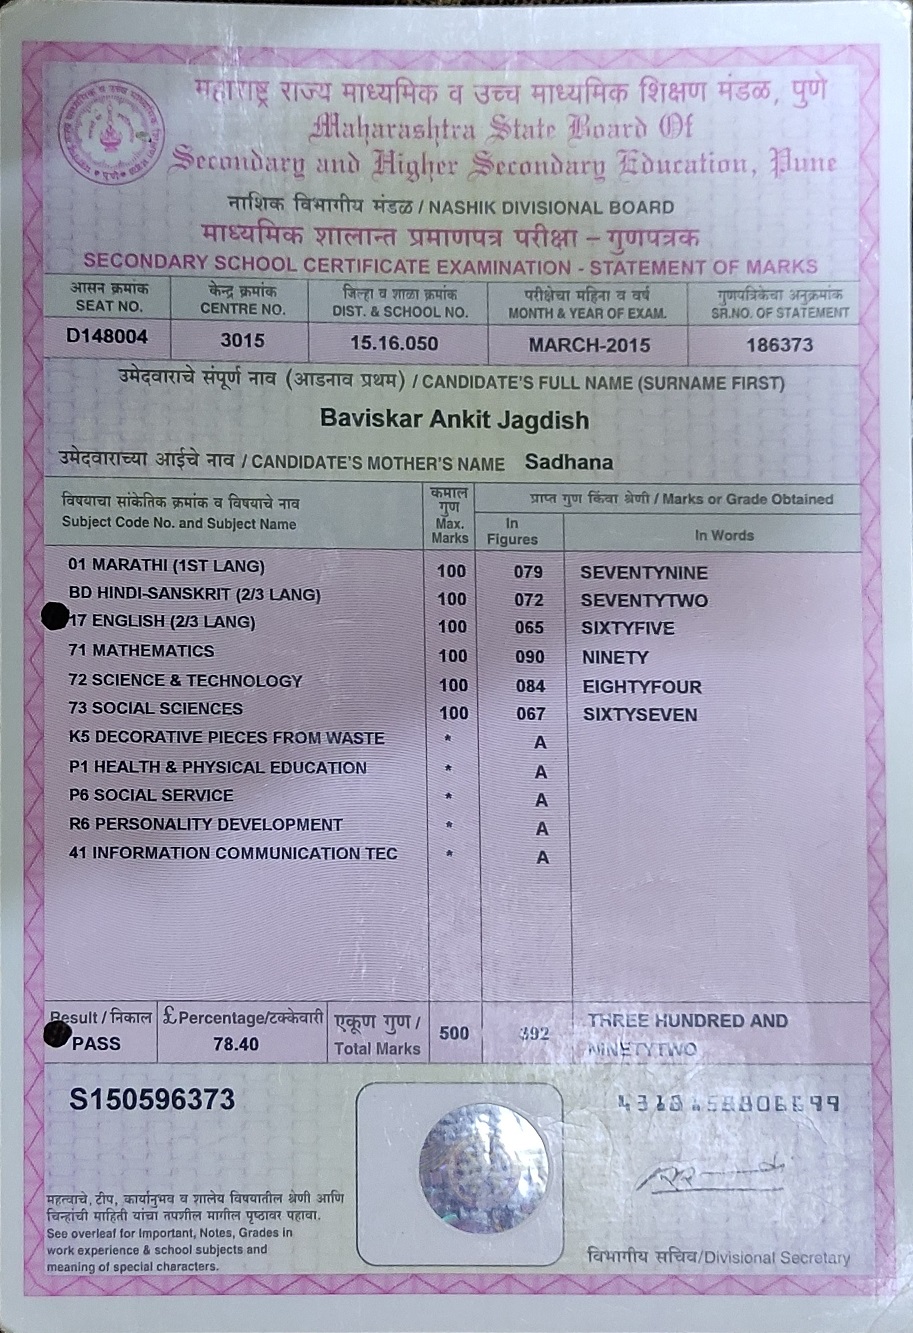 महाराष्ट्र राज्य माध्यमिक व उच्च माध्यमिक शिक्षण मंडळ, पुणे
Maharashtra State Board Of
Secondary and Higher Secondary Education, Pune
नाशिक विभागीय मंडळ / NASHIK DIVISIONAL BOARD
माध्यमिक शालान्त प्रमाणपत्र परीक्षा – गुणपत्रक
SECONDARY SCHOOL CERTIFICATE EXAMINATION - STATEMENT OF MARKS
आसन क्रमांक केन्द्र क्रमांक जिल्हा व शाळा क्रमांक परीक्षेचा महिना व वर्ष गुणपत्रिकेचा अनुक्रमांक
SEAT NO. CENTRE NO. DIST. & SCHOOL NO. MONTH & YEAR OF EXAM. SR.NO. OF STATEMENT
D148004 3015 15.16.050 MARCH-2015 186373
उमेदवाराचे संपूर्ण नाव (आडनाव प्रथम) / CANDIDATE'S FULL NAME (SURNAME FIRST)
Baviskar Ankit Jagdish
उमेदवाराच्या आईचे नाव / CANDIDATE'S MOTHER'S NAME Sadhana
विषयाचा सांकेतिक क्रमांक व विषयाचे नाव
Subject Code No. and Subject Name
कमाल
गुण
Max.
Marks
प्राप्त गुण किंवा श्रेणी / Marks or Grade Obtained
In
Figures
In Words
01 MARATHI (1ST LANG) 100 079 SEVENTYNINE
BD HINDI-SANSKRIT (2/3 LANG) 100 072 SEVENTYTWO
17 ENGLISH (2/3 LANG) 100 065 SIXTYFIVE
71 MATHEMATICS 100 090 NINETY
72 SCIENCE & TECHNOLOGY 100 084 EIGHTYFOUR
73 SOCIAL SCIENCES 100 067 SIXTYSEVEN
K5 DECORATIVE PIECES FROM WASTE * A
P1 HEALTH & PHYSICAL EDUCATION * A
P6 SOCIAL SERVICE * A
R6 PERSONALITY DEVELOPMENT * A
41 INFORMATION COMMUNICATION TEC * A
Result / निकाल £Percentage/टक्केवारी एकूण गुण / 500 392 THREE HUNDRED AND
PASS 78.40 Total Marks NINETYTWO
S150596373
महत्वाचे, टीप, कार्यानुभव व शालेय विषयातील श्रेणी आणि
चिन्हांची माहिती यांचा तपशील मागील पृष्ठावर पहावा.
See overleaf for Important, Notes, Grades in
work experience & school subjects and
meaning of special characters.
विभागीय सचिव/Divisional Secretary